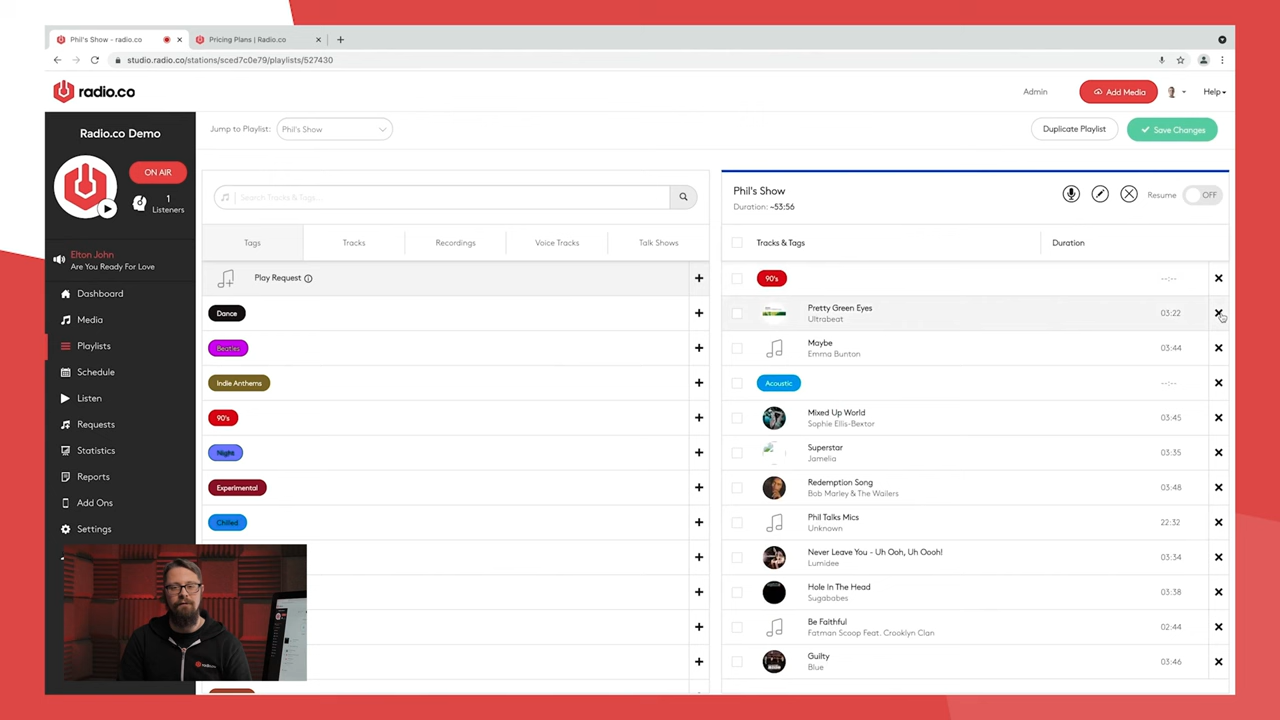 Phil's Show - radio.co
Pricing Plans | Radio.co
studio.radio.co/stations/sced7c0e79/playlists/527430
radio.co
Admin
Add Media
Help
Radio.co Demo
ON AIR
1
Listeners
Elton John
Are You Ready For Love
Dashboard
Media
Playlists
Schedule
Listen
Requests
Statistics
Reports
Add Ons
Settings
Jump to Playlist:
Phil's Show
Duplicate Playlist
Save Changes
Search Tracks & Tags...
Tags
Tracks
Recordings
Voice Tracks
Talk Shows
Play Request
Dance
Beatles
Indie Anthems
90's
Night
Experimental
Chilled
Phil's Show
Duration: ~53:56
Resume
OFF
Tracks & Tags
Duration
90's
--:--
Pretty Green Eyes
Ultrabeat
03:22
Maybe
Emma Bunton
03:44
Acoustic
--:--
Mixed Up World
Sophie Ellis-Bextor
03:45
Superstar
Jamelia
03:35
Redemption Song
Bob Marley & The Wailers
03:48
Phil Talks Mics
Unknown
22:32
Never Leave You - Uh Ooh, Uh Oooh!
Lumidee
03:34
Hole In The Head
Sugababes
03:38
Be Faithful
Fatman Scoop Feat. Crooklyn Clan
02:44
Guilty
Blue
03:46
radio.co